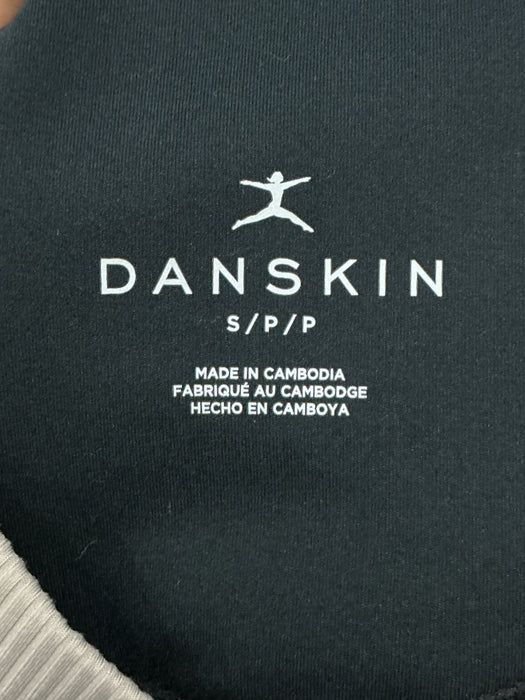 DANSKIN
S/P/P
MADE IN CAMBODIA
FABRIQUÉ AU CAMBODGE
HECHO EN CAMBOYA